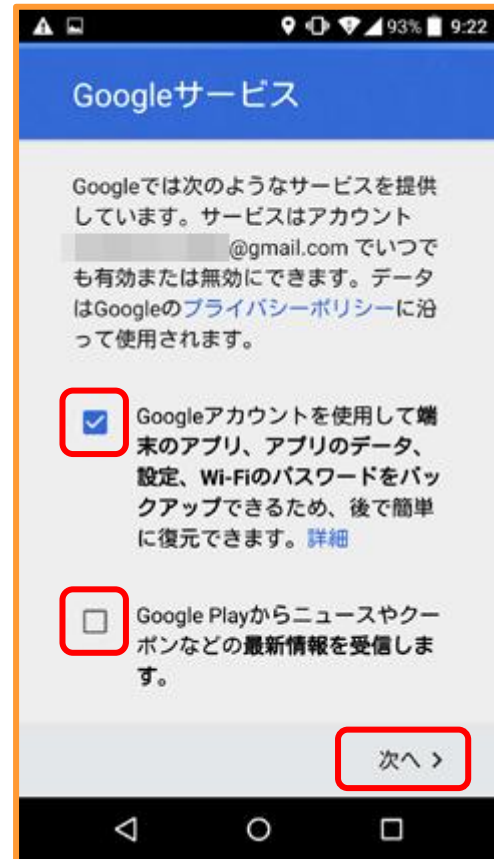 93% 9:22
Googleサービス
Googleでは次のようなサービスを提供
しています。サービスはアカウント
@gmail.com でいつで
も有効または無効にできます。データ
はGoogleのプライバシーポリシーに沿
って使用されます。
Googleアカウントを使用して端
末のアプリ、アプリのデータ、
設定、Wi-Fiのパスワードをバッ
クアップできるため、後で簡単
に復元できます。詳細
Google Playからニュースやクー
ポンなどの最新情報を受信しま
す。
次へ